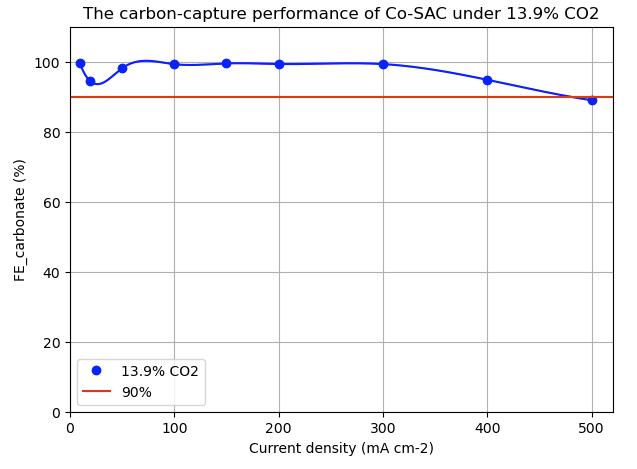 The carbon-capture performance of Co-SAC under 13.9% CO2
FE_carbonate (%)
100
80
60
40
20
0
13.9% CO2
90%
0 100 200 300 400 500
Current density (mA cm-2)